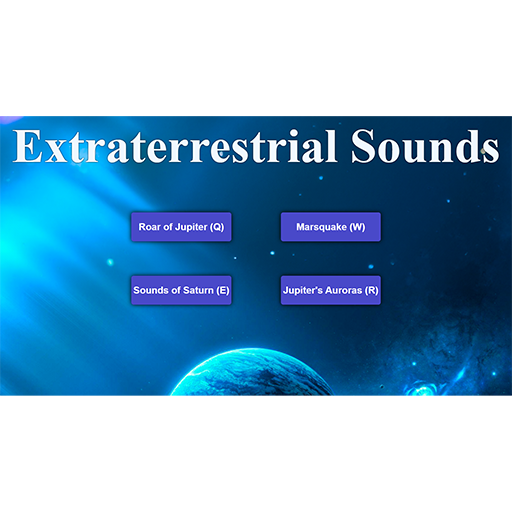 Extraterrestrial Sounds
Roar of Jupiter (Q)
Marsquake (W)
Sounds of Saturn (E)
Jupiter's Auroras (R)